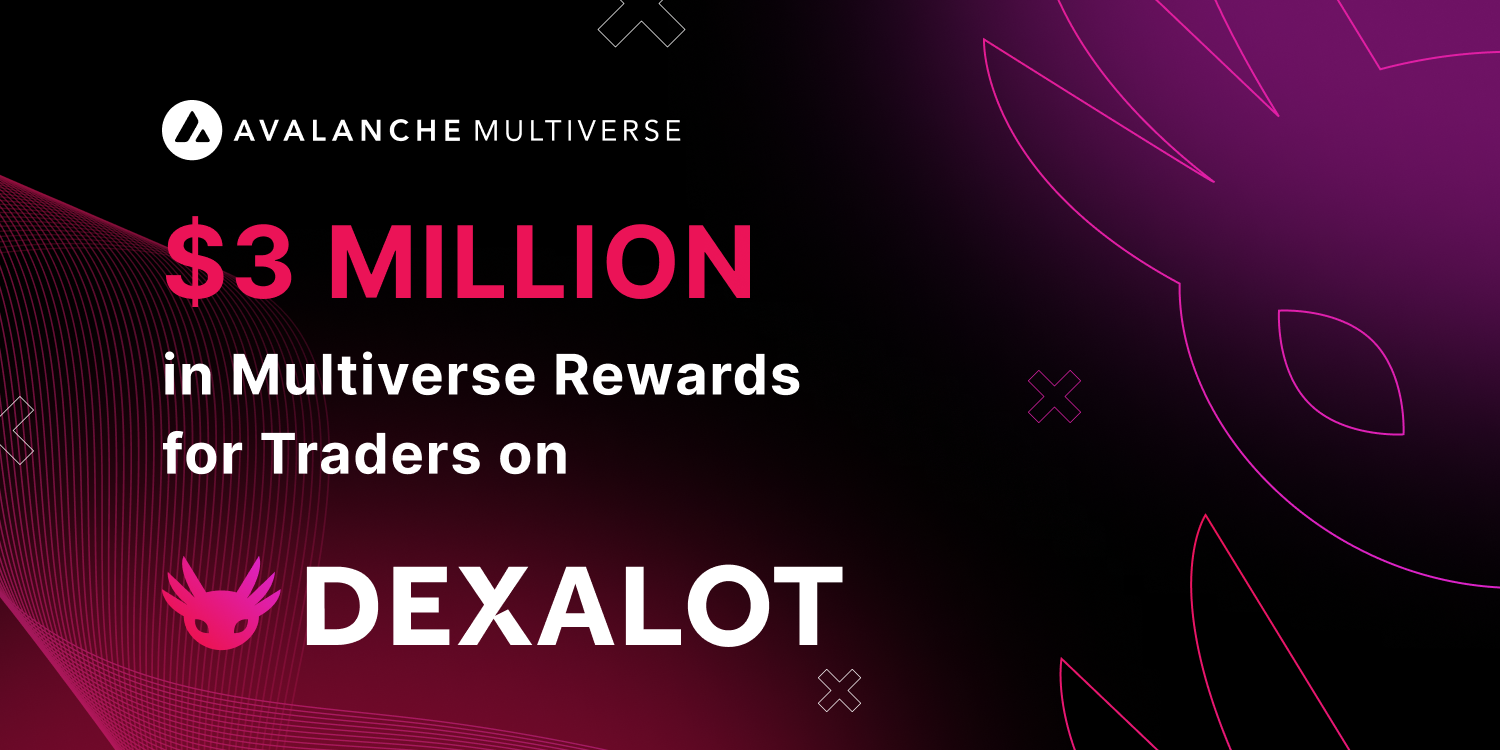 AVALANCHE MULTIVERSE
$3 MILLION
in Multiverse Rewards
for Traders on
DEXALOT